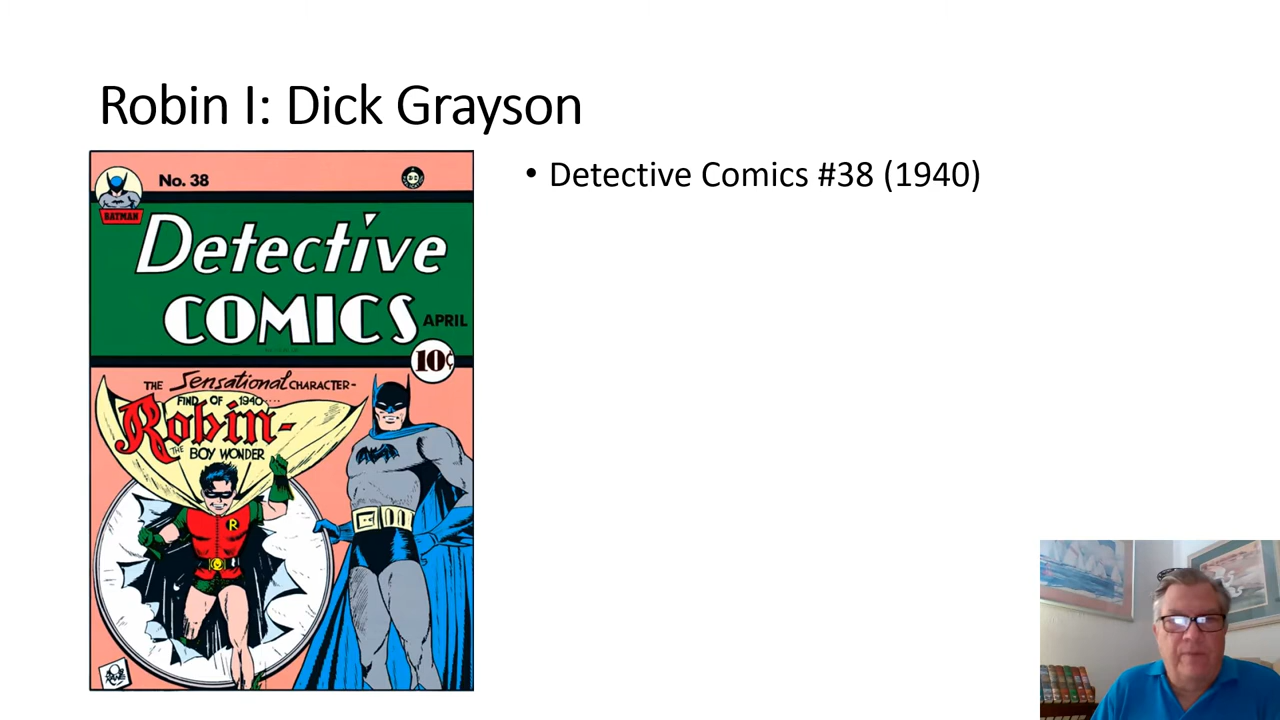 Robin I: Dick Grayson
• Detective Comics #38 (1940)
No. 38
BATMAN
Detective
COMICS
APRIL
10¢
THE Sensational CHARACTER-
FIND OF 1940....
Robin-
THE BOY WONDER
R